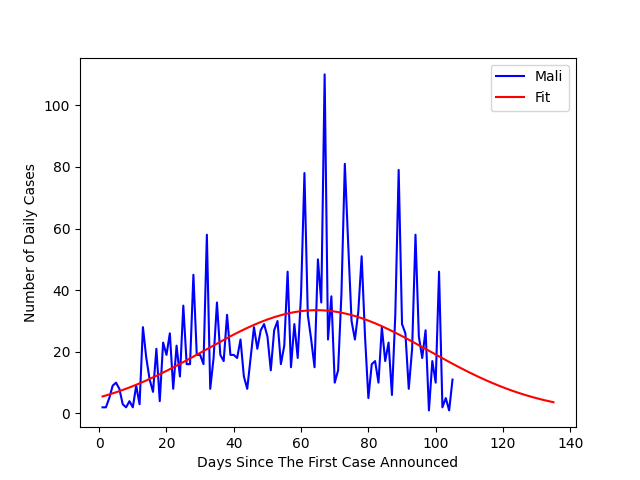 Mali
Fit
Number of Daily Cases
100
80
60
40
20
0
0 20 40 60 80 100 120 140
Days Since The First Case Announced